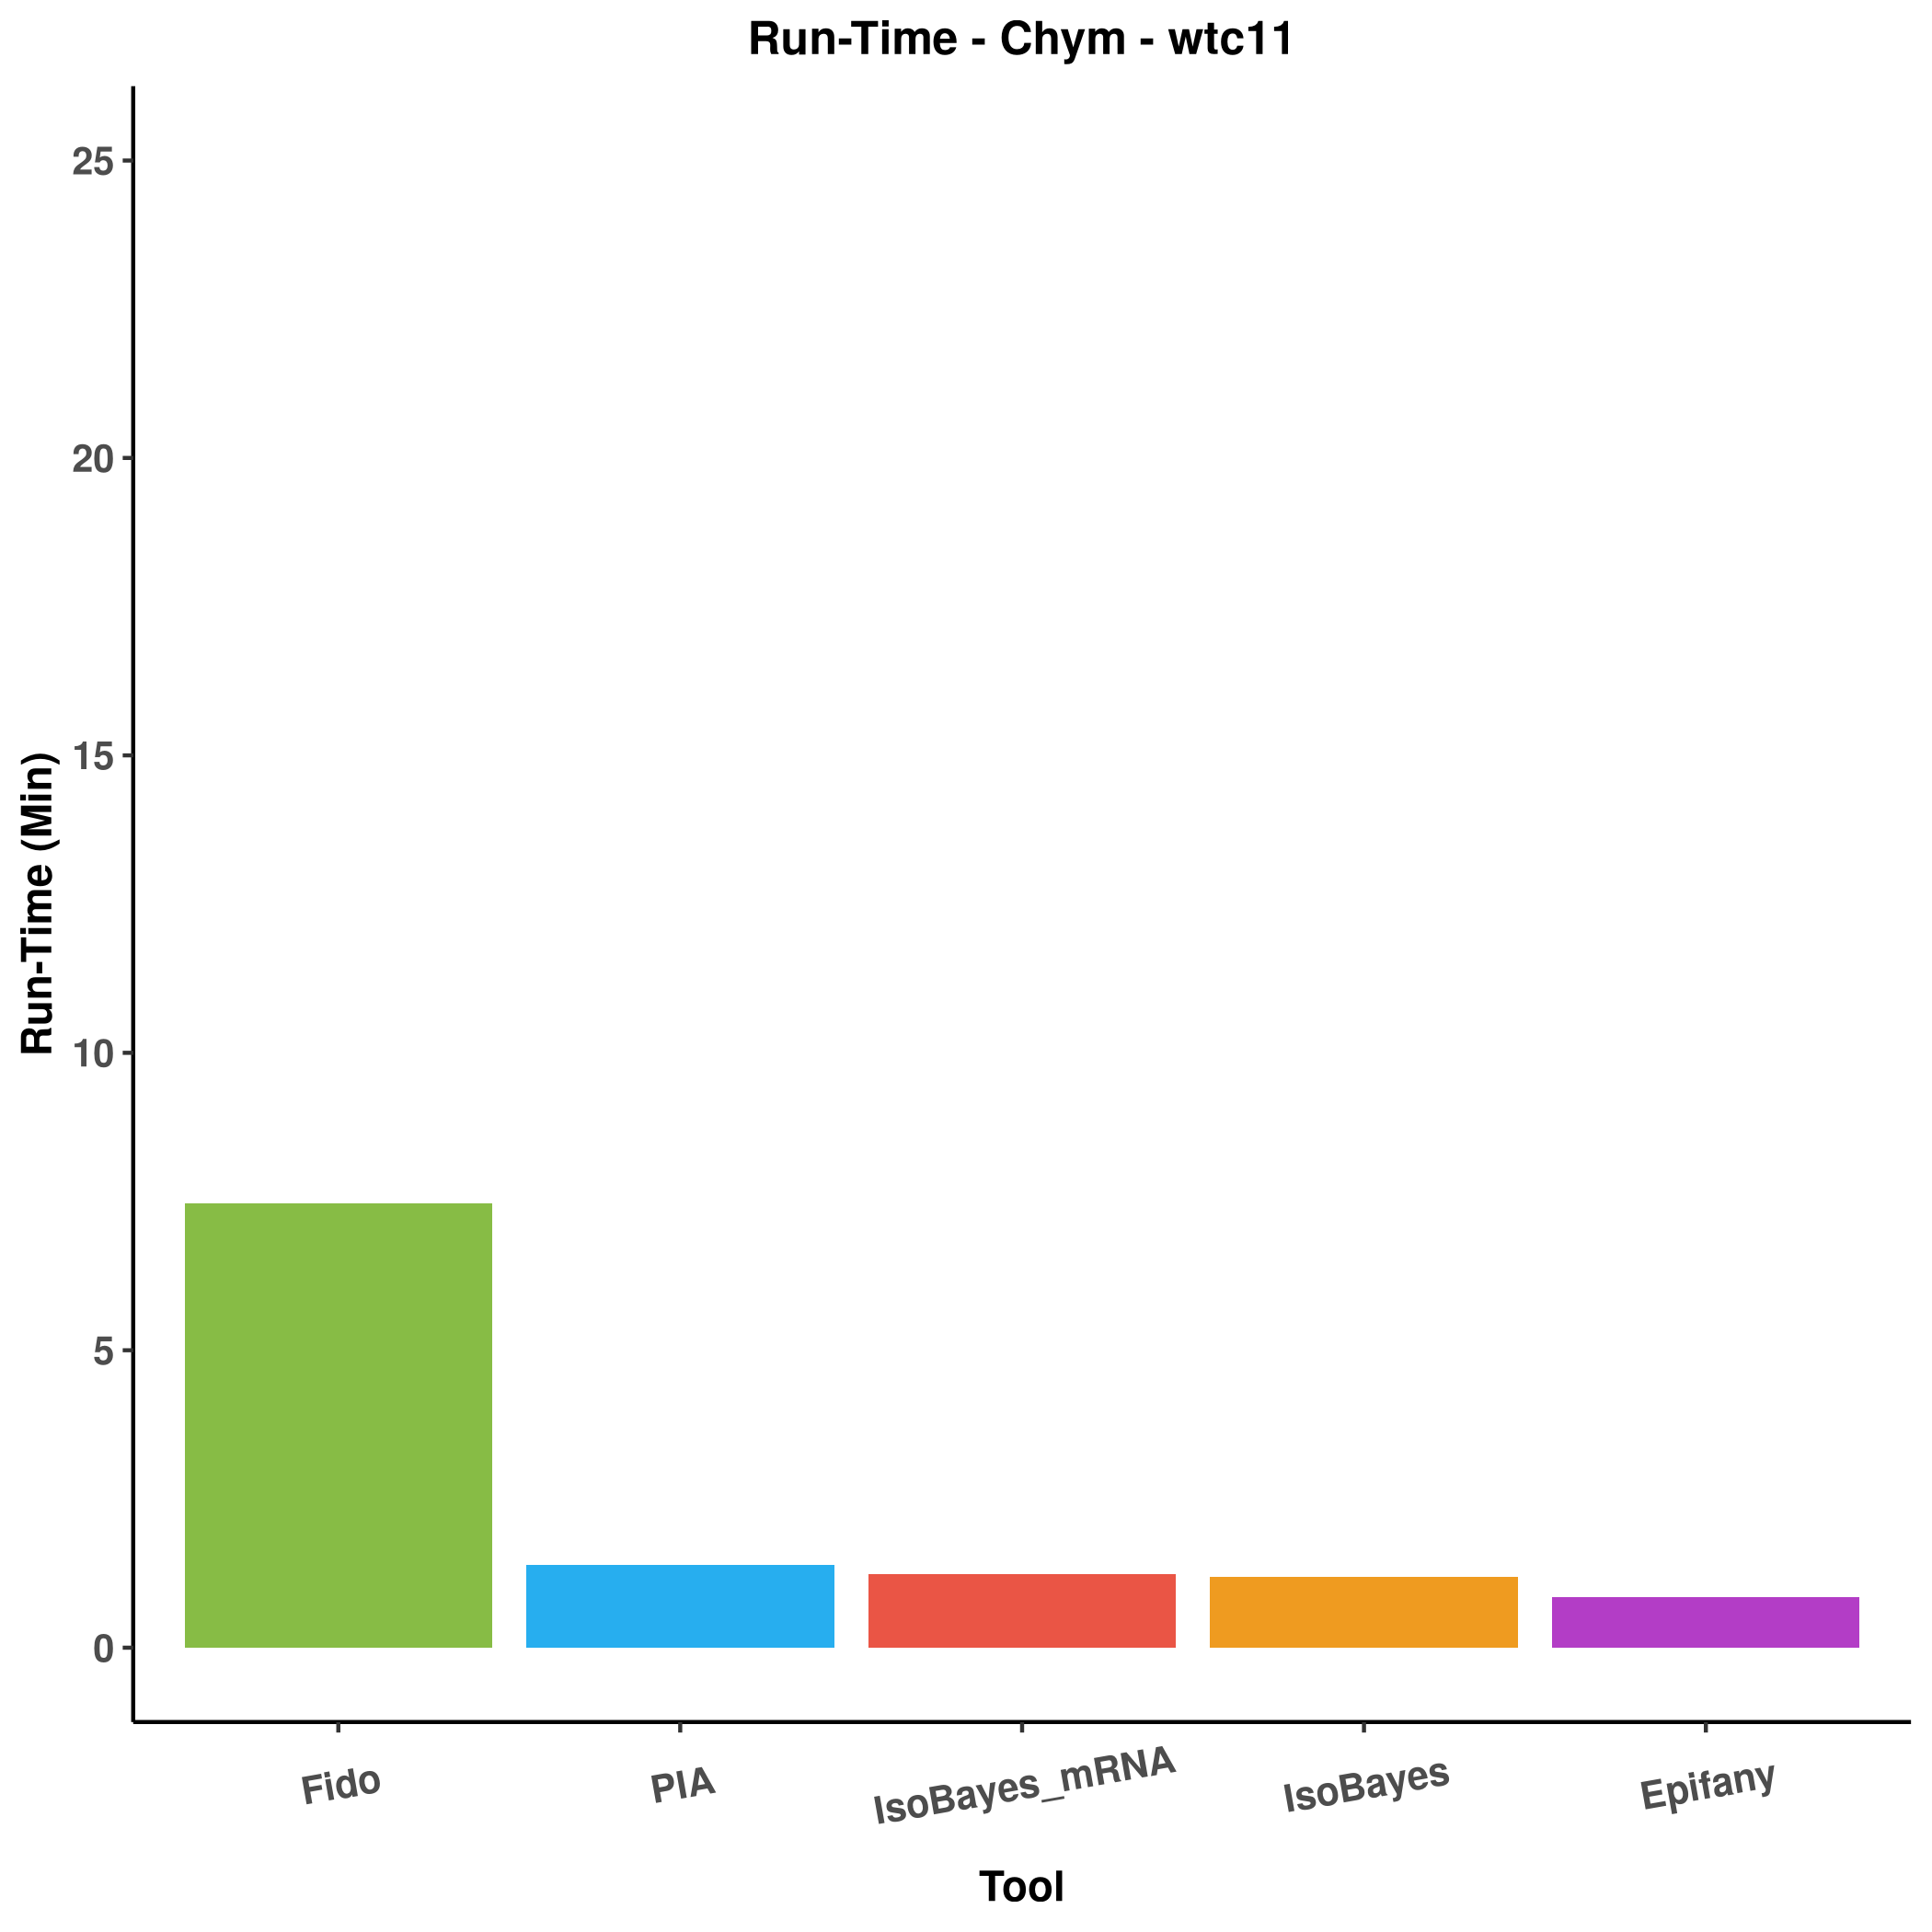 Run-Time - Chym - wtc11
Run-Time (Min)
25
20
15
10
5
0
Fido
PIA
IsoBayes_mRNA
IsoBayes
Epifany
Tool